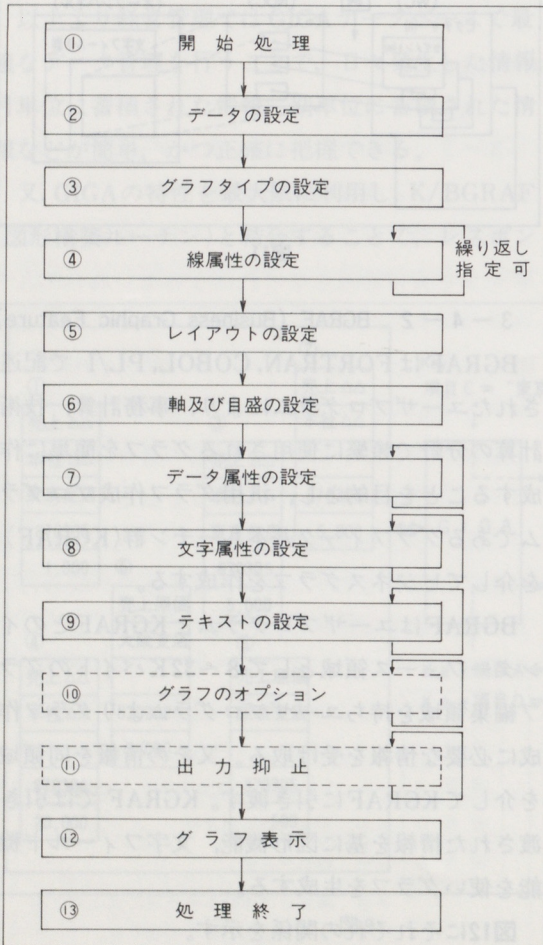 ① 開始処理
② データの設定
③ グラフタイプの設定
④ 線属性の設定
繰り返し
指定可
⑤ レイアウトの設定
⑥ 軸及び目盛の設定
⑦ データ属性の設定
⑧ 文字属性の設定
⑨ テキストの設定
⑩ グラフのオプション
⑪ 出力抑止
⑫ グラフ表示
⑬ 処理終了